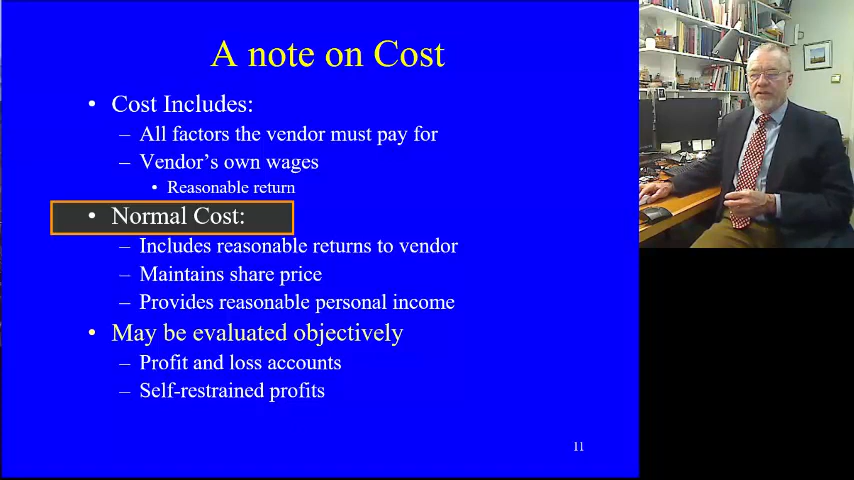 A note on Cost
• Cost Includes:
– All factors the vendor must pay for
– Vendor's own wages
• Reasonable return
• Normal Cost:
– Includes reasonable returns to vendor
– Maintains share price
– Provides reasonable personal income
• May be evaluated objectively
– Profit and loss accounts
– Self-restrained profits
11